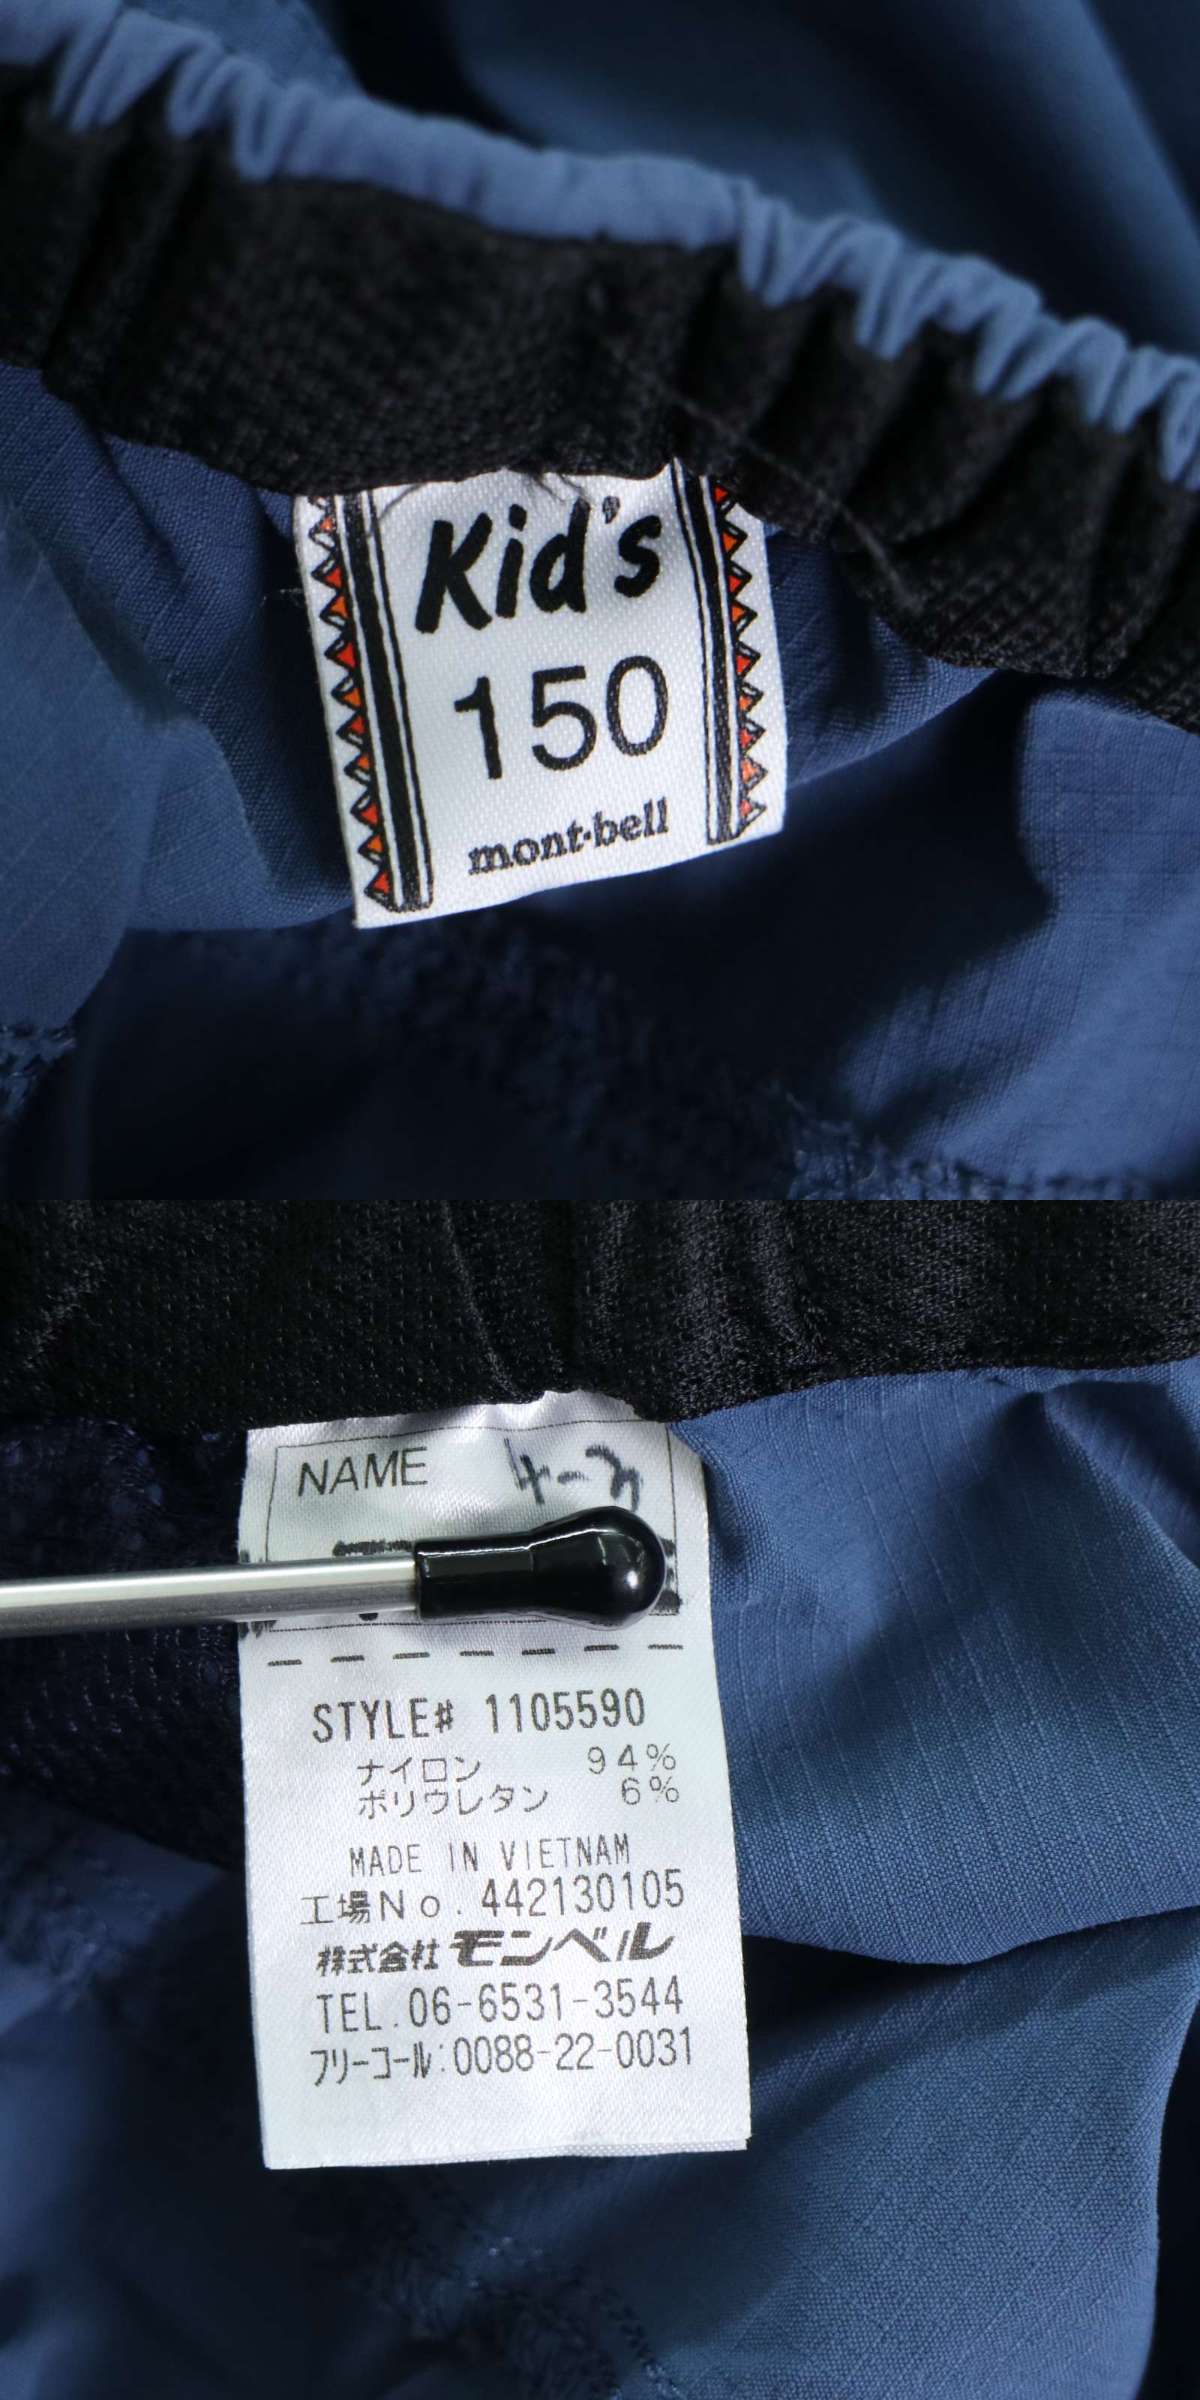 Kid's
150
mont-bell
NAME 4-3
STYLE# 1105590
ナイロン 94%
ポリウレタン 6%
MADE IN VIETNAM
工場No. 442130105
株式会社 モンベル
TEL.06-6531-3544
フリーコール:0088-22-0031